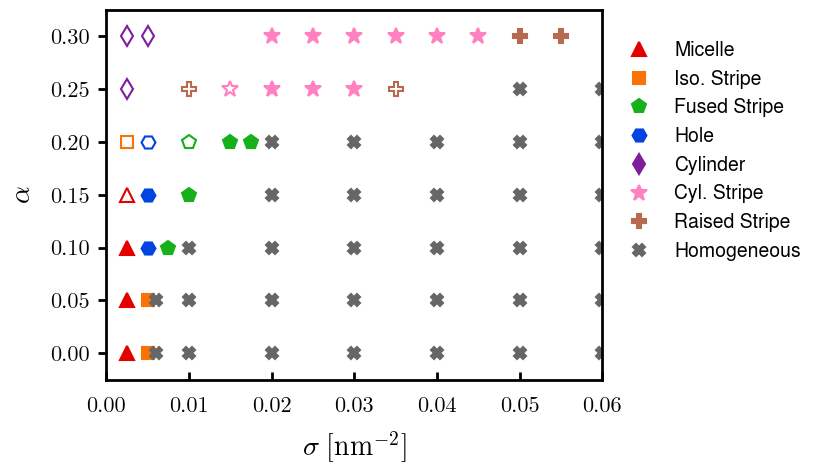 0.30
0.25
0.20
0.15
0.10
0.05
0.00
α
0.00 0.01 0.02 0.03 0.04 0.05 0.06
σ [nm⁻²]
Micelle
Iso. Stripe
Fused Stripe
Hole
Cylinder
Cyl. Stripe
Raised Stripe
Homogeneous